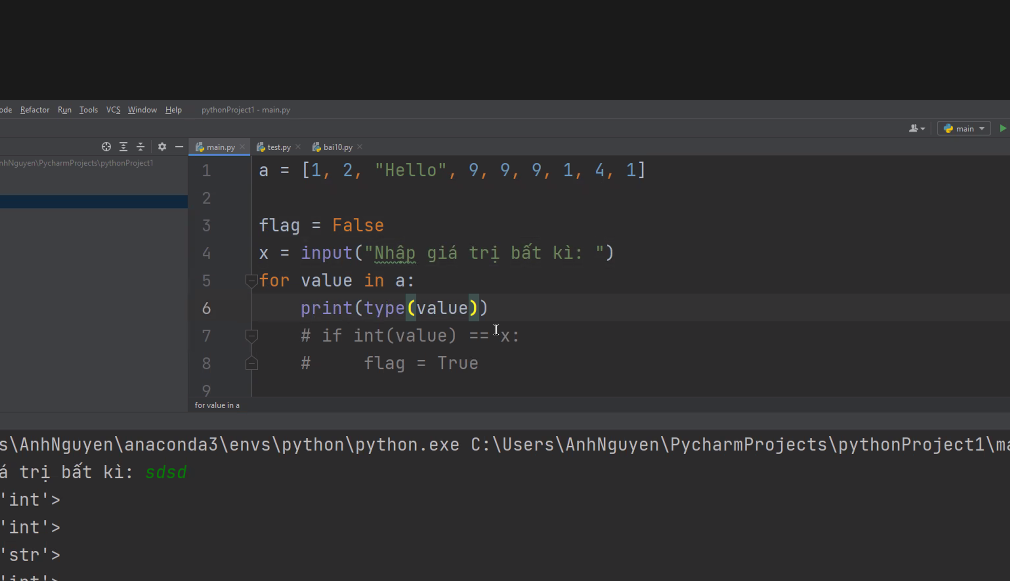 ode Refactor Run Tools VCS Window Help pythonProject1 - main.py
main
nhNguyen\PycharmProjects\pythonProject1
main.py test.py bai10.py
1 a = [1, 2, "Hello", 9, 9, 9, 1, 4, 1]
2
3 flag = False
4 x = input("Nhập giá trị bất kì: ")
5 for value in a:
6 print(type(value))
7 # if int(value) == x:
8 # flag = True
9
for value in a
s\AnhNguyen\anaconda3\envs\python\python.exe C:\Users\AnhNguyen\PycharmProjects\pythonProject1\ma
á trị bất kì: sdsd
'int'>
'int'>
'str'>
'int'>